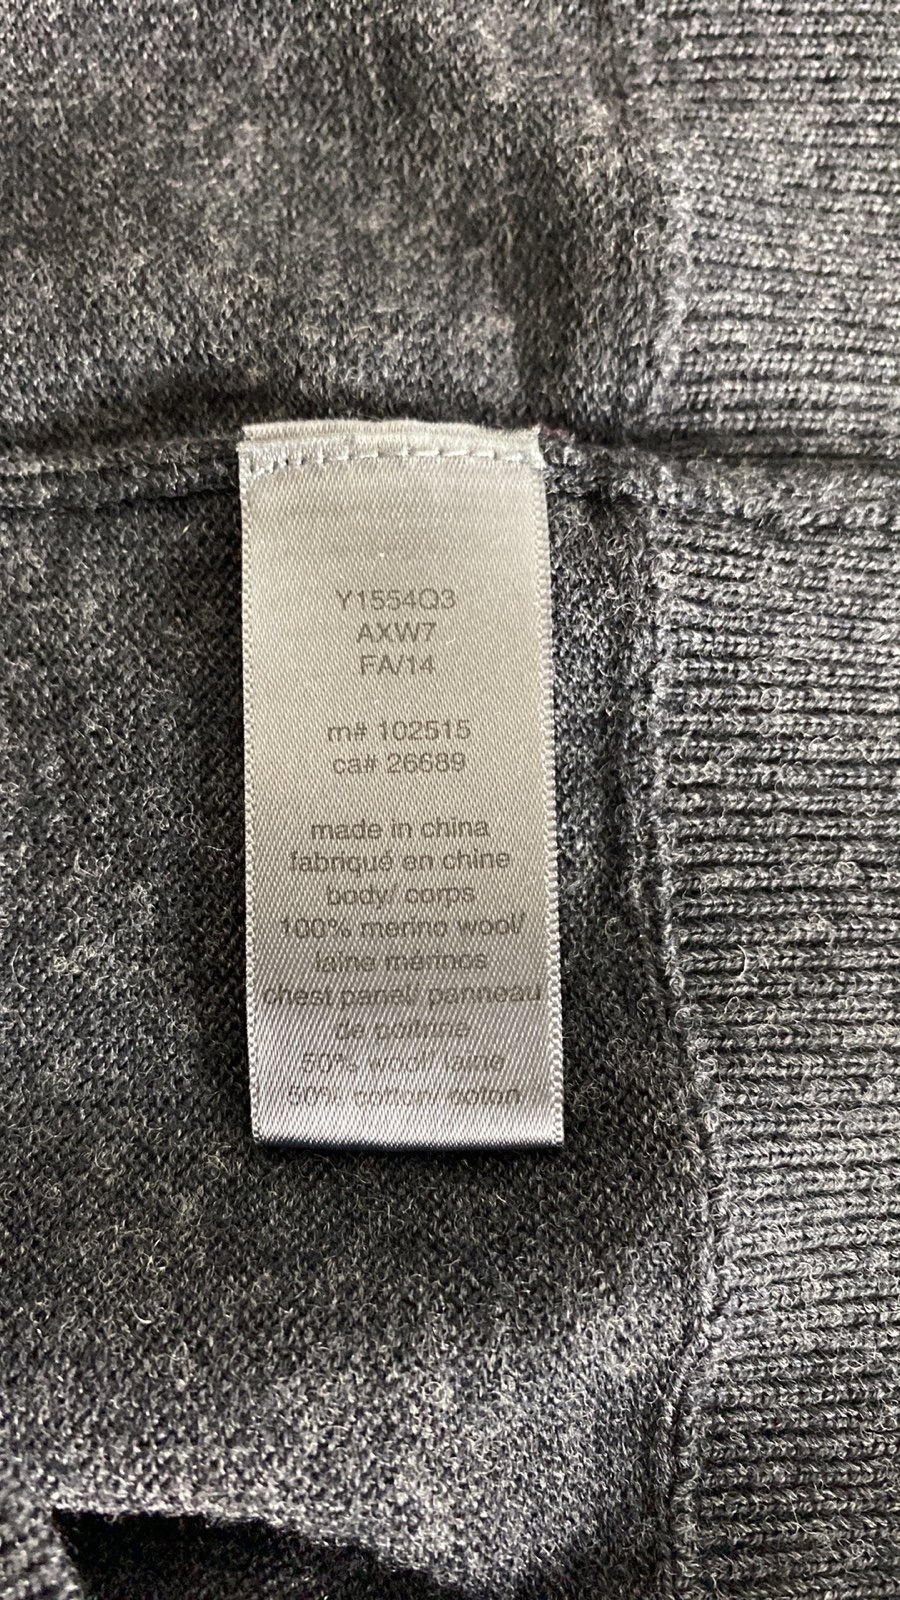 Y1554Q3
AXW7
FA/14
rn# 102515
ca# 26689
made in china
fabriqué en chine
body/ corps
100% merino wool/
laine mérinos
chest panel/ panneau
de poitrine
50% wool/ laine
50% cotton/ coton